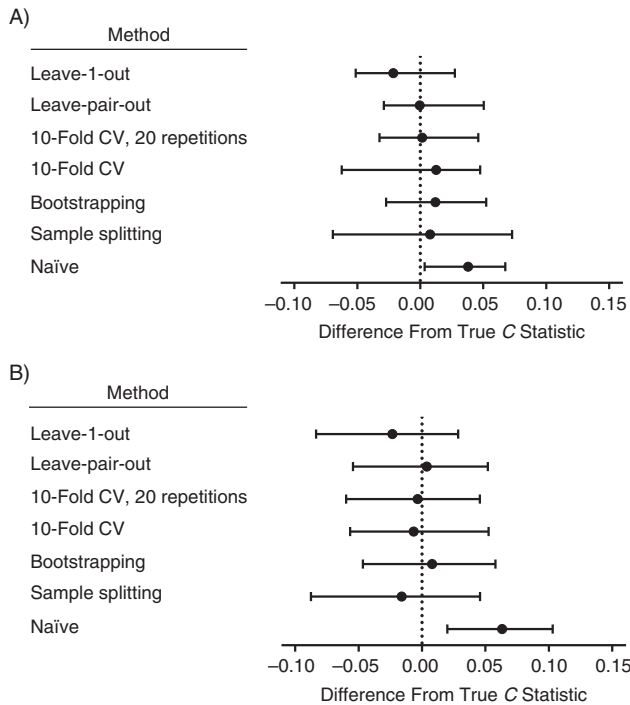 A)
Method
Leave-1-out
Leave-pair-out
10-Fold CV, 20 repetitions
10-Fold CV
Bootstrapping
Sample splitting
Naïve
–0.10 –0.05 0.00 0.05 0.10 0.15
Difference From True C Statistic
B)
Method
Leave-1-out
Leave-pair-out
10-Fold CV, 20 repetitions
10-Fold CV
Bootstrapping
Sample splitting
Naïve
–0.10 –0.05 0.00 0.05 0.10 0.15
Difference From True C Statistic